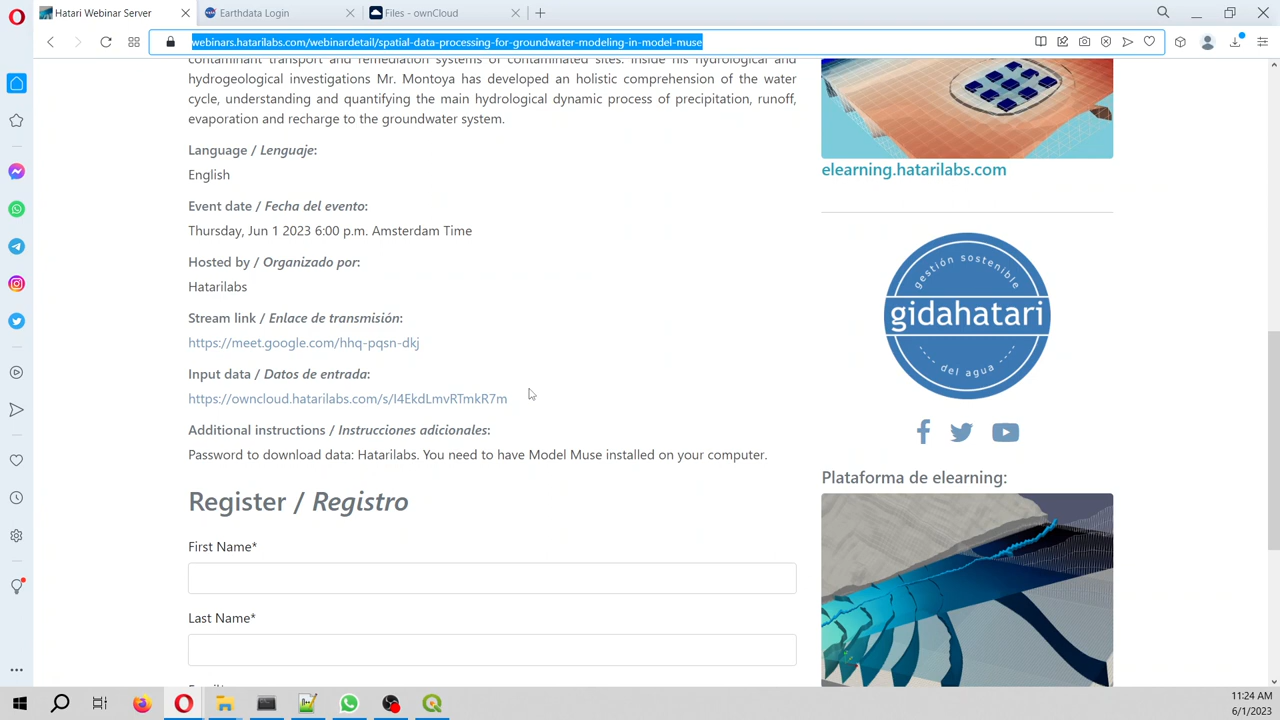 Hatari Webinar Server
Earthdata Login
Files - ownCloud
webinars.hatarilabs.com/webinardetail/spatial-data-processing-for-groundwater-modeling-in-model-muse
contaminant transport and remediation systems of contaminated sites. Inside his hydrological and
hydrogeological investigations Mr. Montoya has developed an holistic comprehension of the water
cycle, understanding and quantifying the main hydrological dynamic process of precipitation, runoff,
evaporation and recharge to the groundwater system.
Language / Lenguaje:
English
Event date / Fecha del evento:
Thursday, Jun 1 2023 6:00 p.m. Amsterdam Time
Hosted by / Organizado por:
Hatarilabs
Stream link / Enlace de transmisión:
https://meet.google.com/hhq-pqsn-dkj
Input data / Datos de entrada:
https://owncloud.hatarilabs.com/s/I4EkdLmvRTmkR7m
Additional instructions / Instrucciones adicionales:
Password to download data: Hatarilabs. You need to have Model Muse installed on your computer.
Register / Registro
First Name*
Last Name*
elearning.hatarilabs.com
gestión sostenible
gidahatari
del agua
Plataforma de elearning:
11:24 AM
6/1/2023